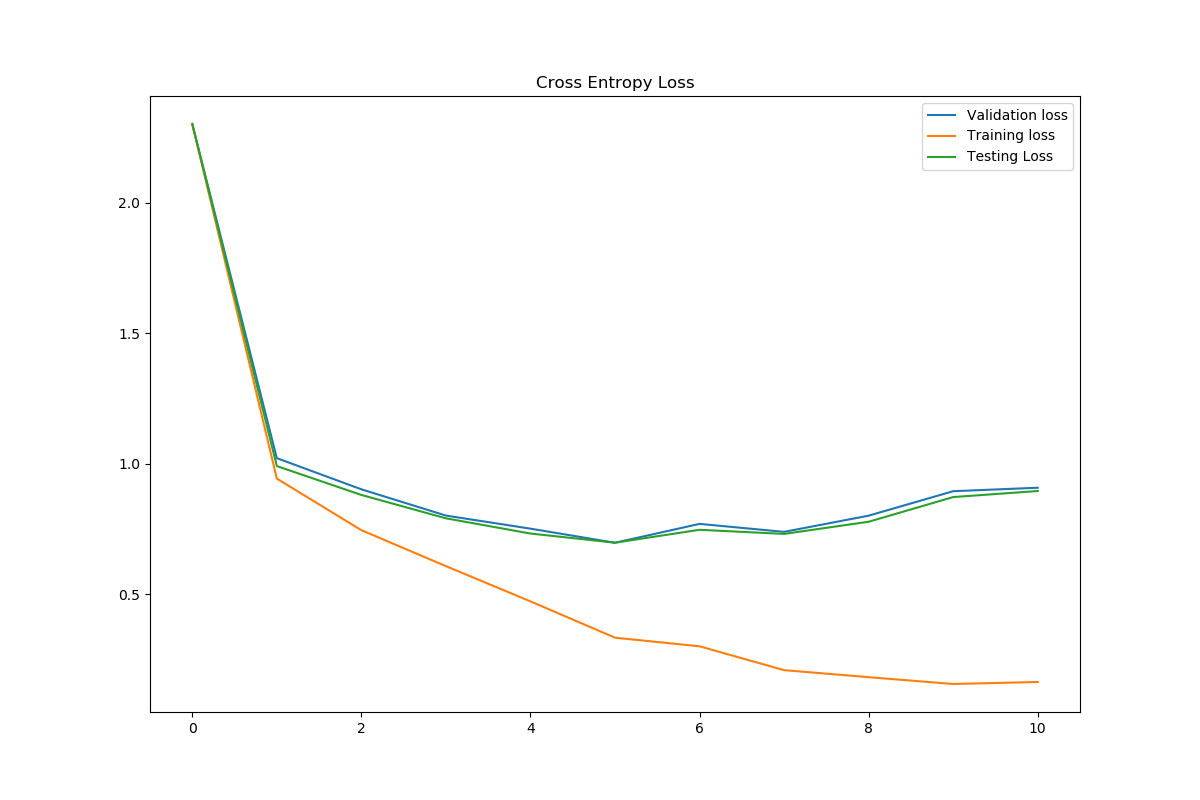 Cross Entropy Loss
Validation loss
Training loss
Testing Loss
2.0
1.5
1.0
0.5
0 2 4 6 8 10